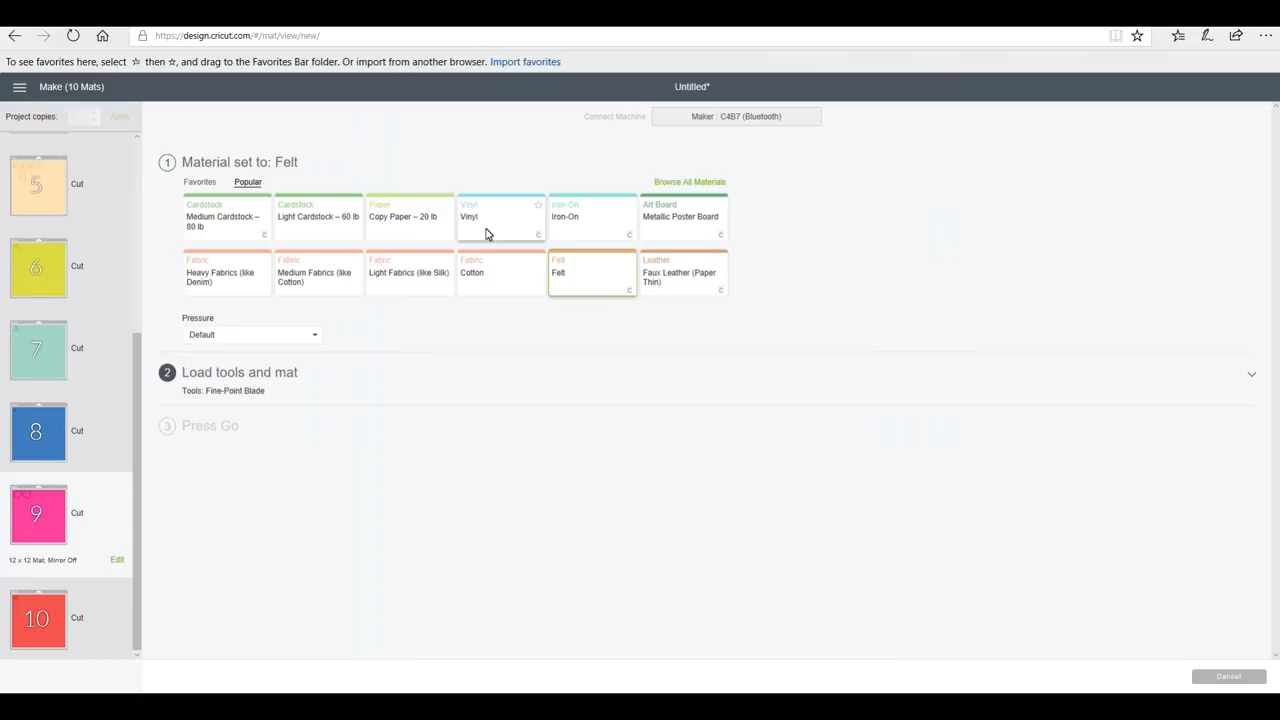 https://design.cricut.com/#/mat/view/new/
To see favorites here, select ☆ then ☆, and drag to the Favorites Bar folder. Or import from another browser. Import favorites
Make (10 Mats)
Untitled*
Project copies: 1 Apply
Connect Machine
Maker : C4B7 (Bluetooth)
1 Material set to: Felt
Favorites Popular Browse All Materials
Cardstock
Medium Cardstock – 80 lb
Cardstock
Light Cardstock – 60 lb
Paper
Copy Paper – 20 lb
Vinyl
Vinyl
Iron-On
Iron-On
Art Board
Metallic Poster Board
Fabric
Heavy Fabrics (like Denim)
Fabric
Medium Fabrics (like Cotton)
Fabric
Light Fabrics (like Silk)
Fabric
Cotton
Felt
Felt
Leather
Faux Leather (Paper Thin)
Pressure
Default
2 Load tools and mat
Tools: Fine-Point Blade
3 Press Go
5 Cut
6 Cut
7 Cut
8 Cut
9 Cut
12 x 12 Mat: Mirror Off Edit
10 Cut
Cancel